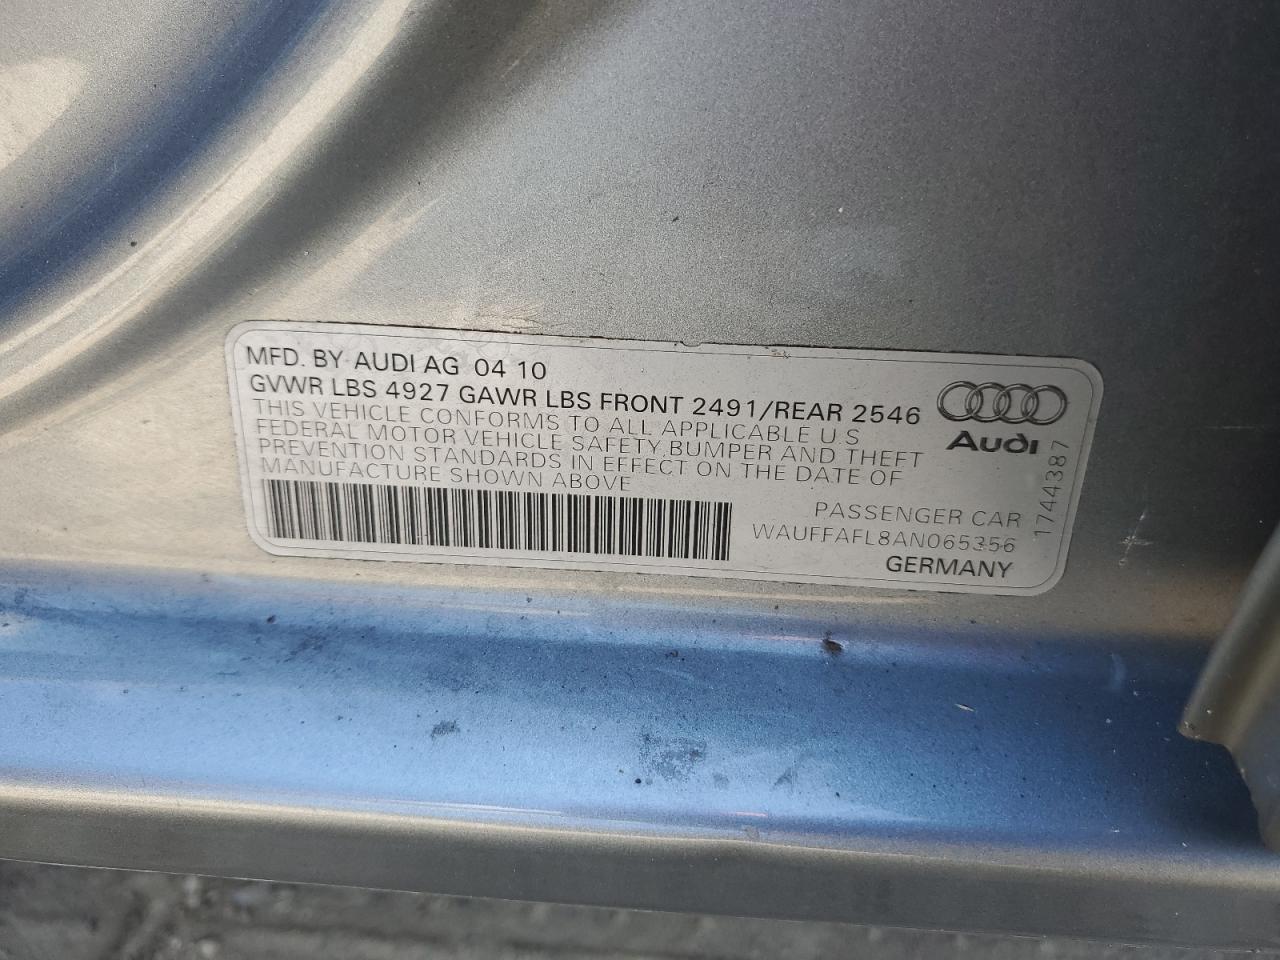 MFD. BY AUDI AG 04 10
GVWR LBS 4927 GAWR LBS FRONT 2491/REAR 2546
THIS VEHICLE CONFORMS TO ALL APPLICABLE U S
FEDERAL MOTOR VEHICLE SAFETY,BUMPER AND THEFT
PREVENTION STANDARDS IN EFFECT ON THE DATE OF
MANUFACTURE SHOWN ABOVE
PASSENGER CAR
WAUFFAFL8AN065356
GERMANY
Audi
1744387